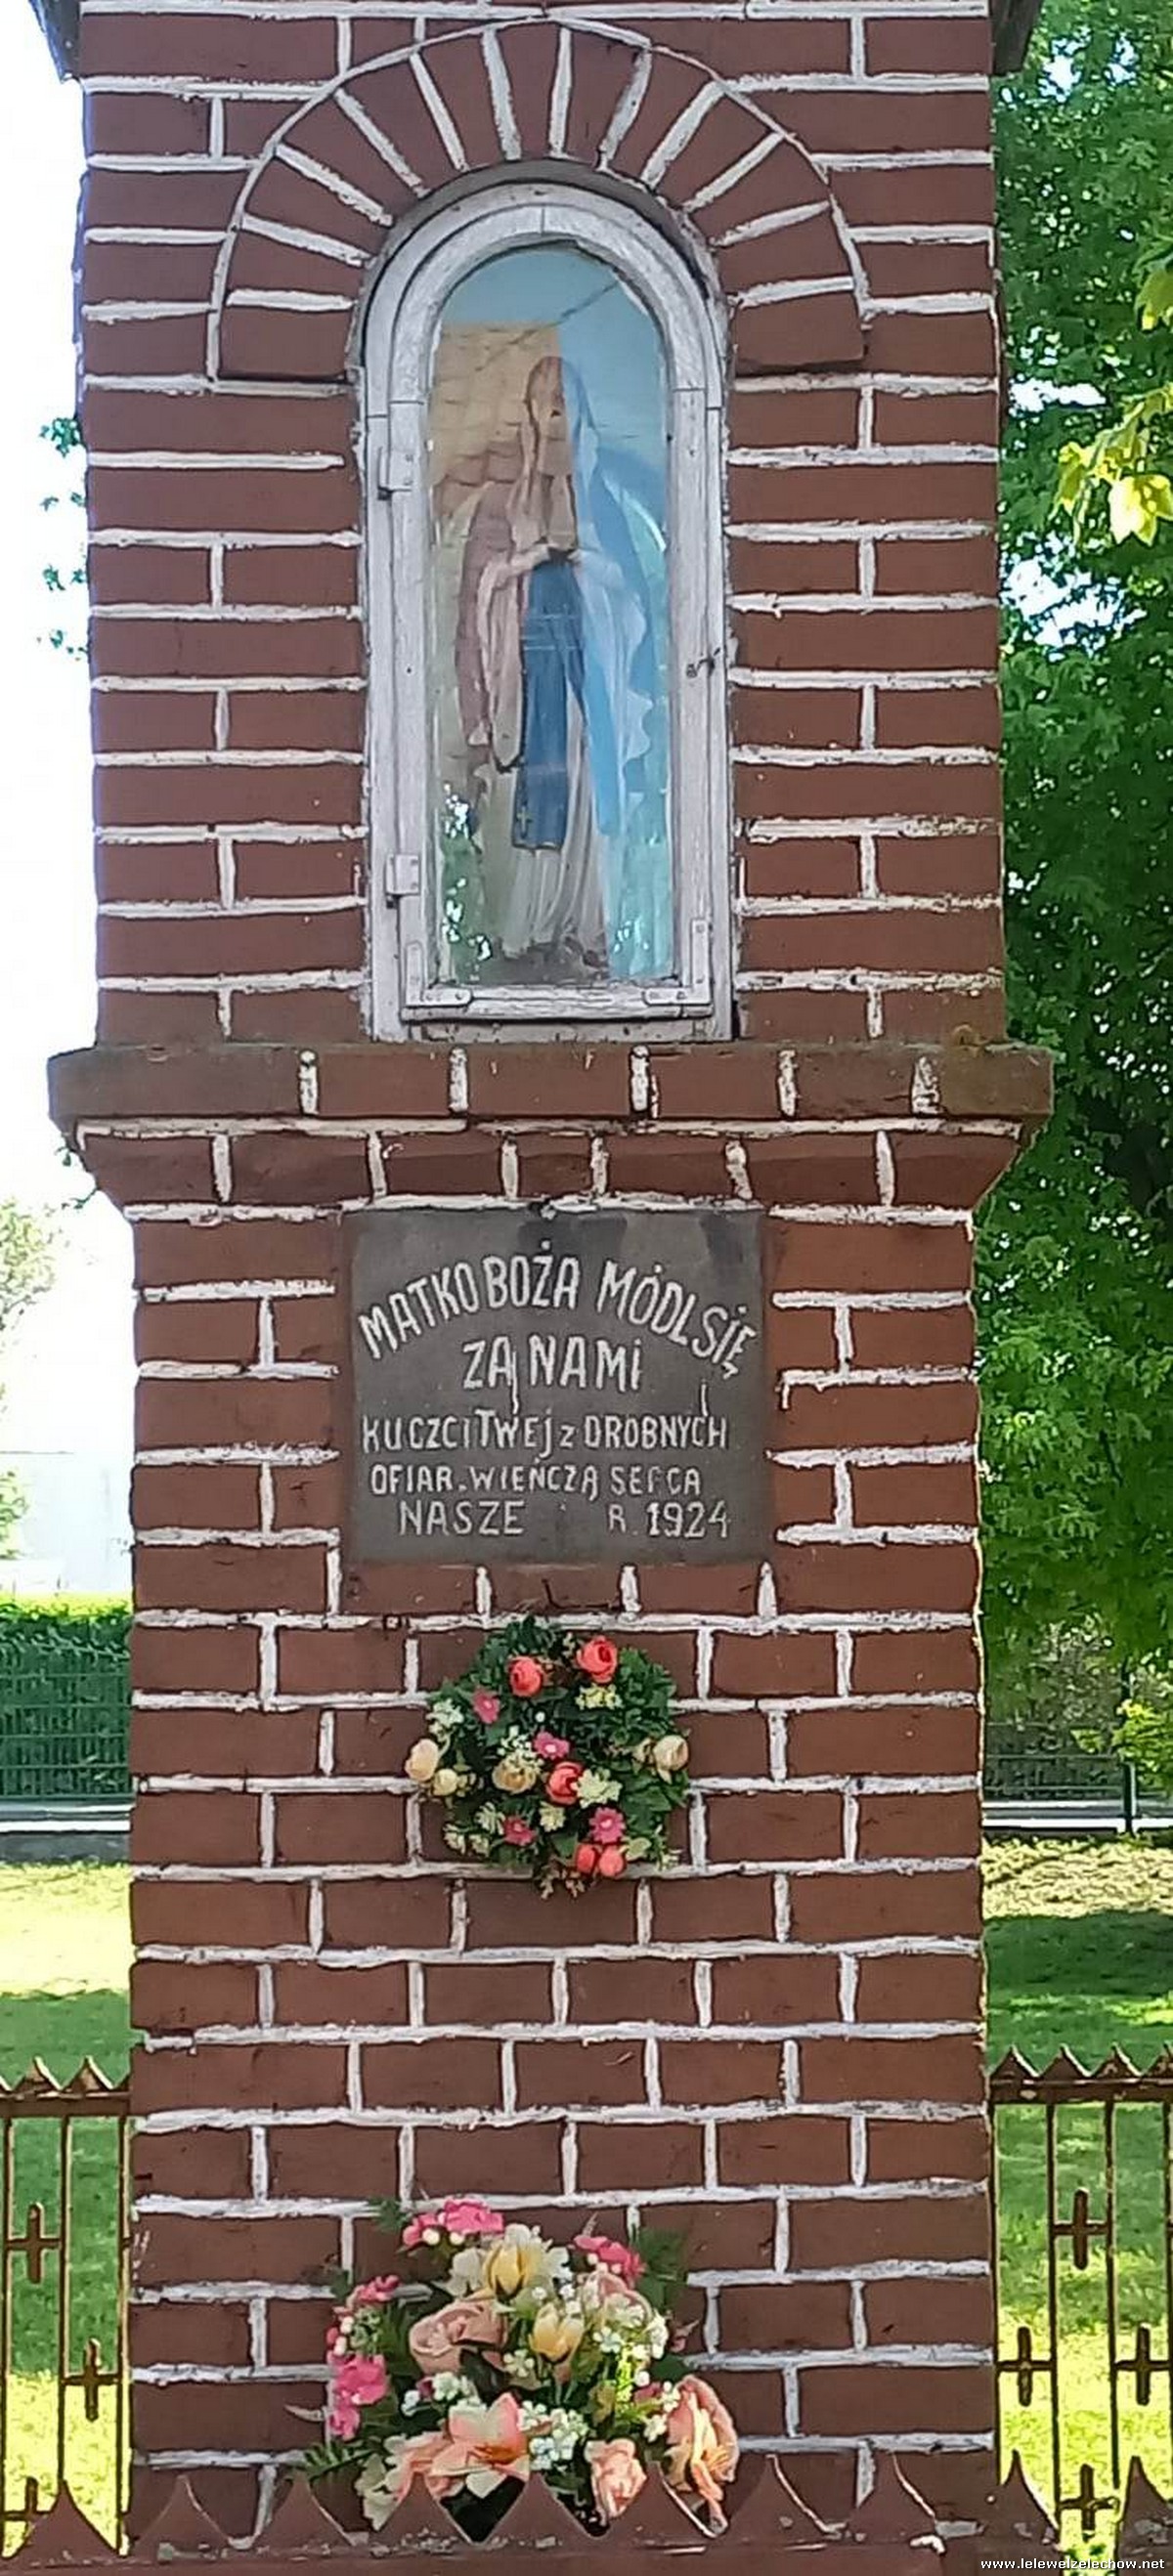 MATKO BOŻA MÓDL SIĘ
ZA NAMi
KU CZCI TWEJ z DROBNYCH
OFIAR. WIEŃCZĄ SERCA
NASZE R. 1924
www.lelewelzelechow.net